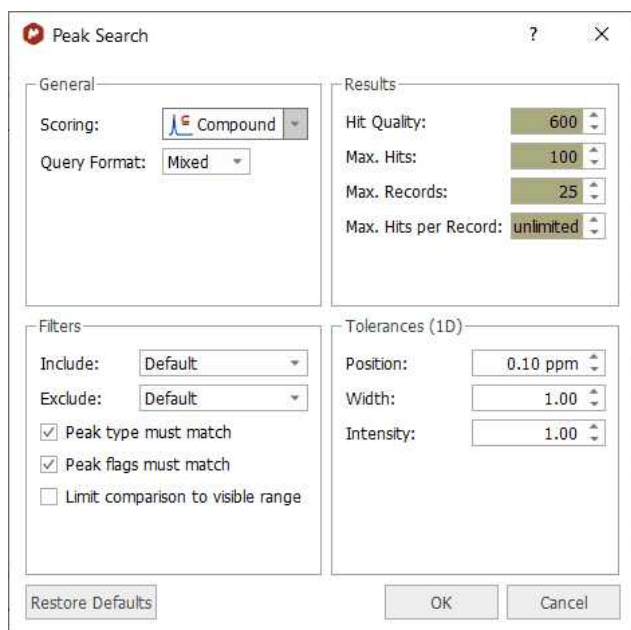 Peak Search
?
General
Scoring: Compound
Query Format: Mixed
Results
Hit Quality: 600
Max. Hits: 100
Max. Records: 25
Max. Hits per Record: unlimited
Filters
Include: Default
Exclude: Default
Peak type must match
Peak flags must match
Limit comparison to visible range
Tolerances (1D)
Position: 0.10 ppm
Width: 1.00
Intensity: 1.00
Restore Defaults
OK
Cancel